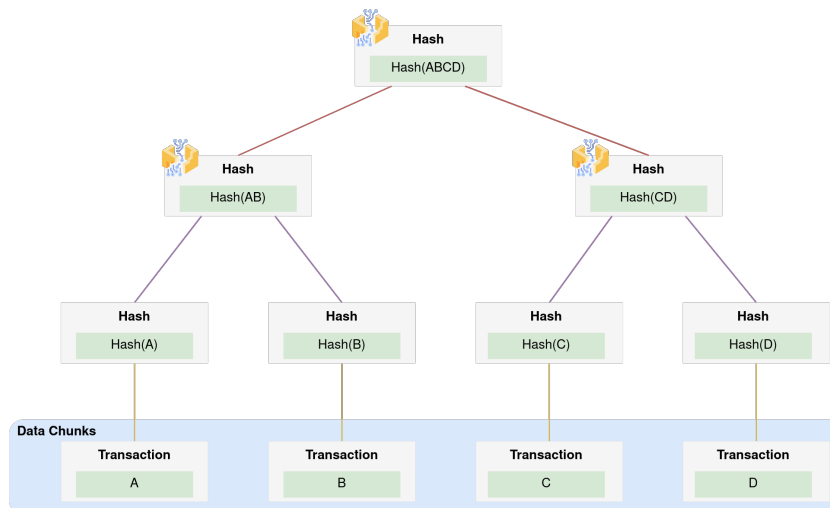 Hash
Hash(ABCD)
Hash
Hash(AB)
Hash
Hash(CD)
Hash
Hash(A)
Hash
Hash(B)
Hash
Hash(C)
Hash
Hash(D)
Data Chunks
Transaction
A
Transaction
B
Transaction
C
Transaction
D